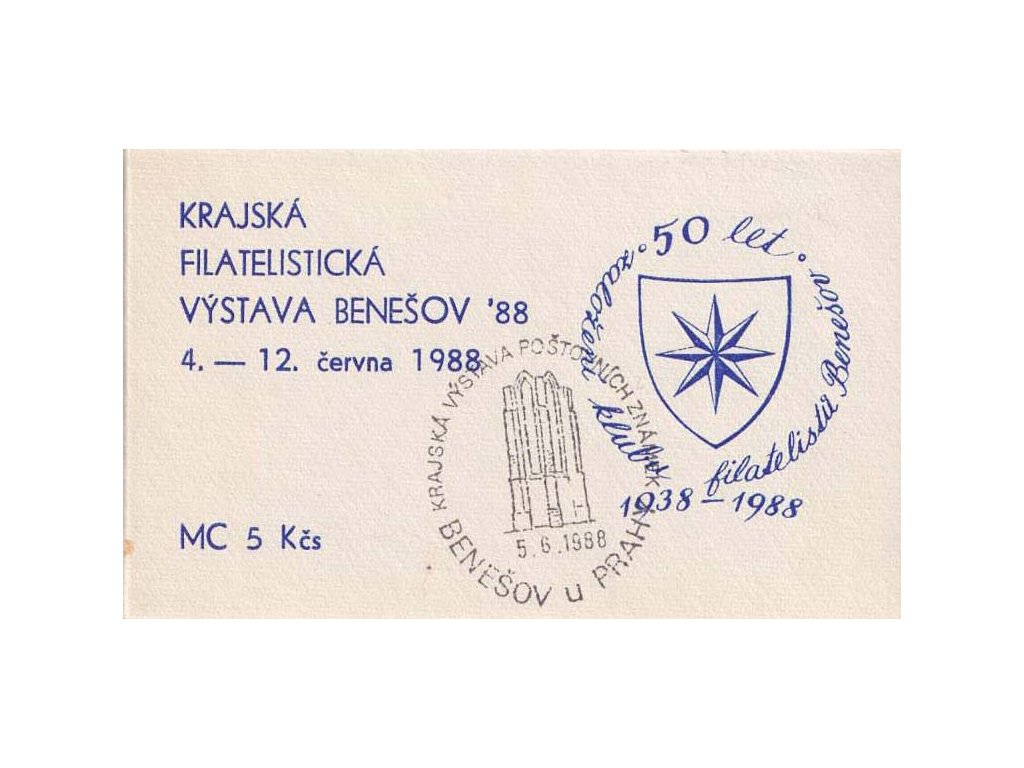 KRAJSKÁ
FILATELISTICKÁ
VÝSTAVA BENEŠOV '88
4. — 12. června 1988
MC 5 Kčs
50 let • založení klubu filatelistů Benešov •
1938 – 1988
KRAJSKÁ VÝSTAVA POŠTOVNÍCH ZNÁMEK
5.6.1988
BENEŠOV u PRAHY